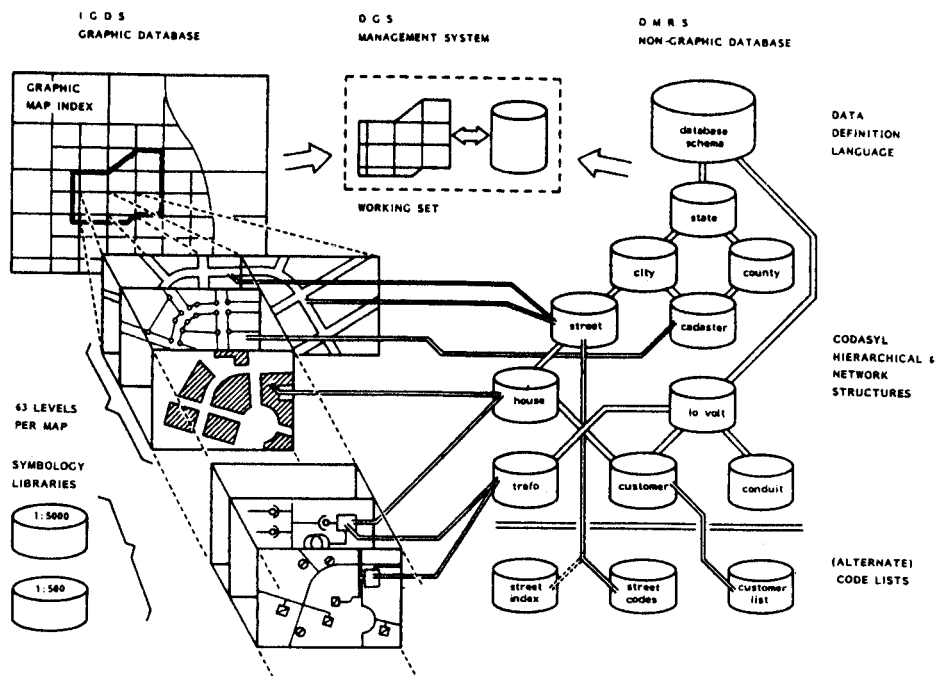 I G D S
GRAPHIC DATABASE
D G S
MANAGEMENT SYSTEM
D M R S
NON-GRAPHIC DATABASE
GRAPHIC
MAP INDEX
WORKING SET
database
schema
DATA
DEFINITION
LANGUAGE
state
city
county
street
cadaster
CODASYL
HIERARCHICAL &
NETWORK
STRUCTURES
house
lo volt
63 LEVELS
PER MAP
trafo
customer
conduit
SYMBOLOGY
LIBRARIES
1:5000
1:500
street
index
street
codes
customer
list
(ALTERNATE)
CODE LISTS